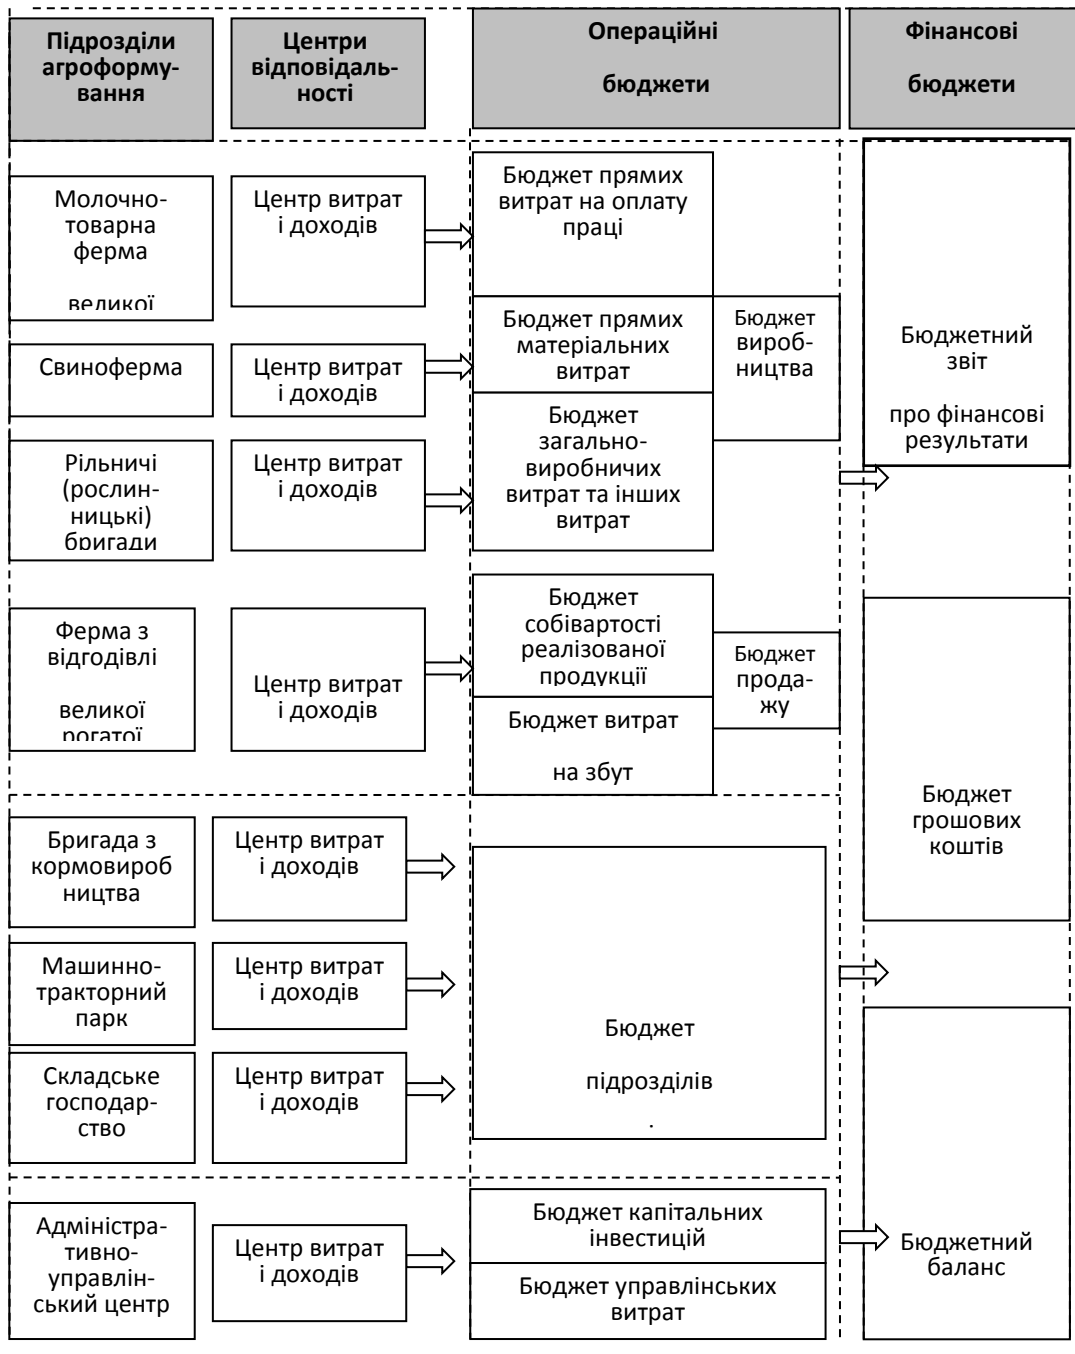 Підрозділи
агроформу-
вання
Центри
відповідаль-
ності
Операційні
бюджети
Фінансові
бюджети
Молочно-
товарна
ферма
великої
Центр витрат
і доходів
Бюджет прямих
витрат на оплату
праці
Свиноферма
Центр витрат
і доходів
Бюджет прямих
матеріальних
витрат
Бюджет
вироб-
ництва
Бюджетний
звіт
про фінансові
результати
Рільничі
(рослин-
ницькі)
бригади
Центр витрат
і доходів
Бюджет
загально-
виробничих
витрат та інших
витрат
Ферма з
відгодівлі
великої
рогатої
Центр витрат
і доходів
Бюджет
собівартості
реалізованої
продукції
Бюджет
прода-
жу
Бюджет витрат
на збут
Бюджет
грошових
коштів
Бригада з
кормовироб
ництва
Центр витрат
і доходів
Машинно-
тракторний
парк
Центр витрат
і доходів
Бюджет
підрозділів
.
Складське
господар-
ство
Центр витрат
і доходів
Адміністра-
тивно-
управлін-
ський центр
Центр витрат
і доходів
Бюджет капітальних
інвестицій
Бюджет управлінських
витрат
Бюджетний
баланс